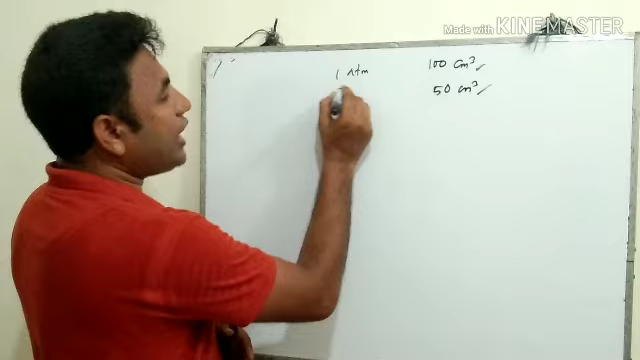 Made with KINEMASTER
1 Atm 100 cm³ ✓
50 cm³ ✓